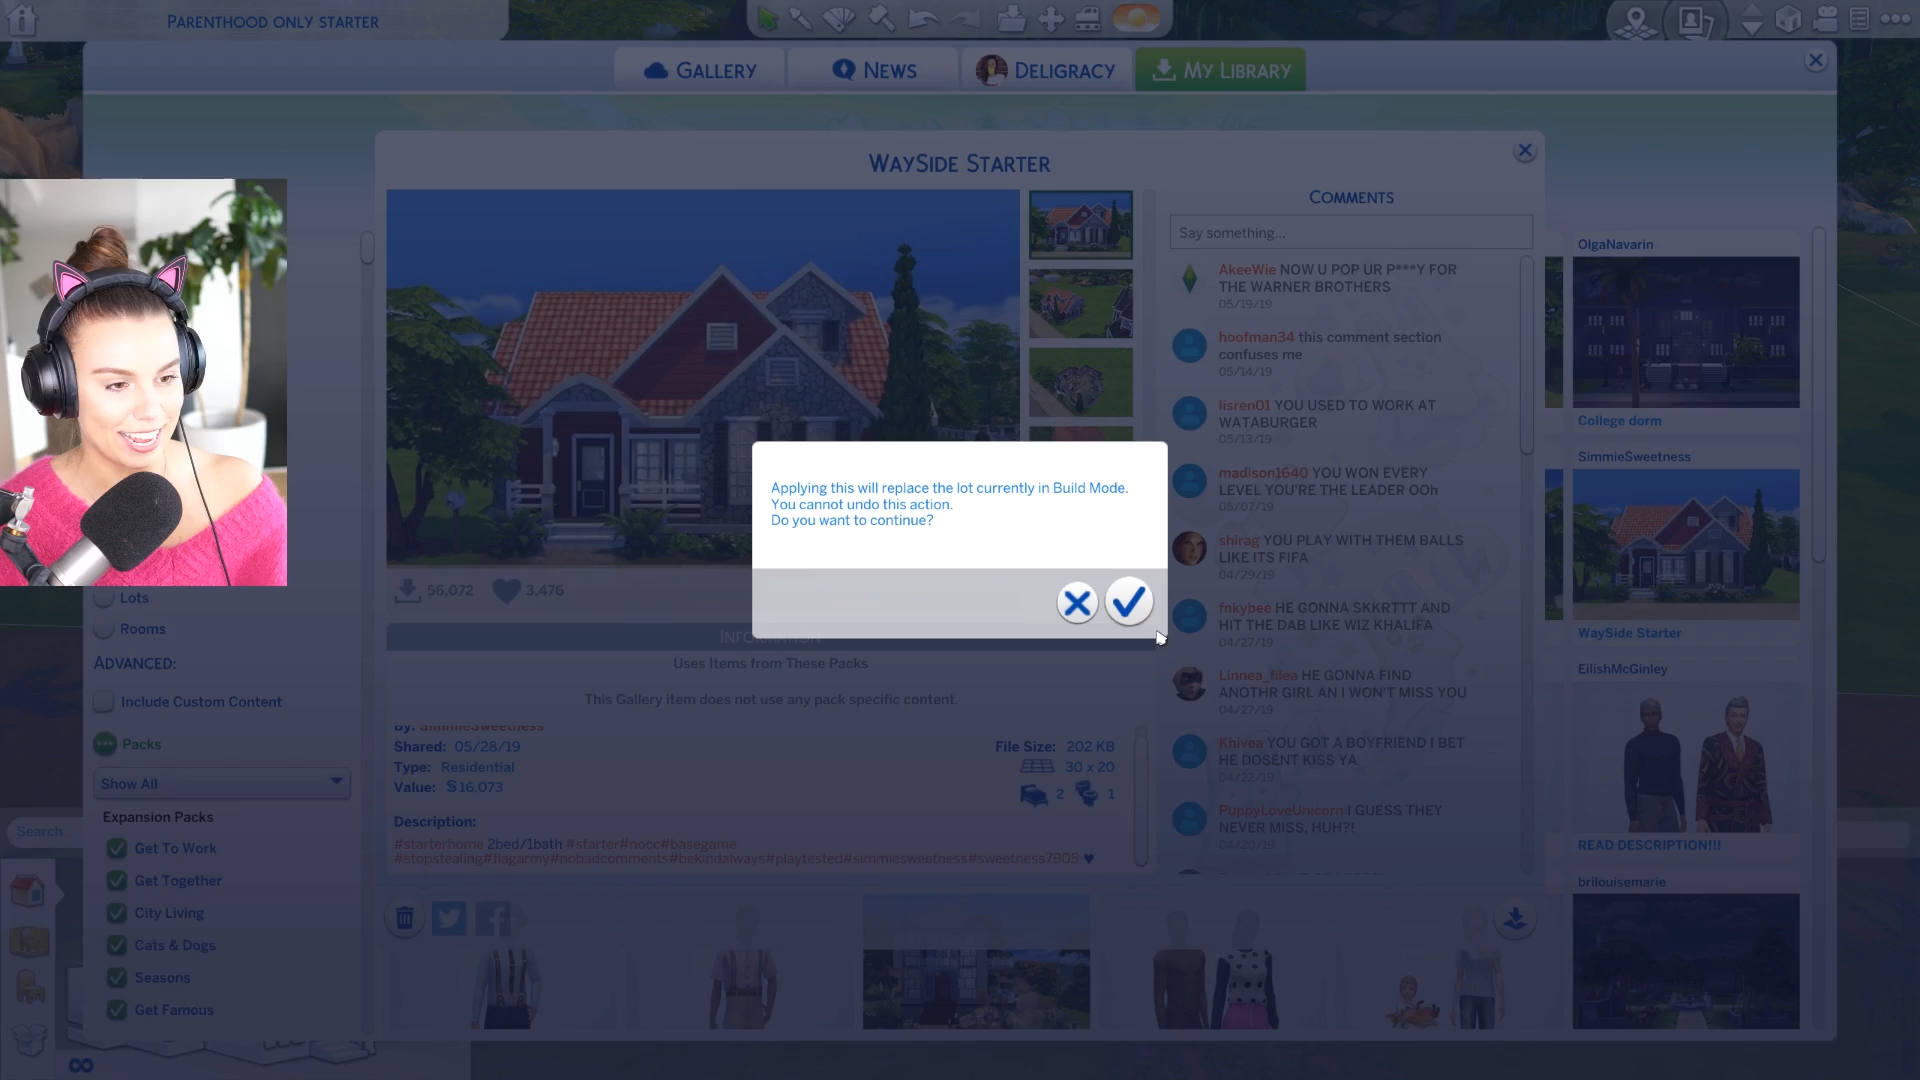 PARENTHOOD ONLY STARTER
GALLERY
NEWS
DELIGRACY
MY LIBRARY
WAYSIDE STARTER
COMMENTS
Say something...
AkeeWie NOW U POP UR P***Y FOR
THE WARNER BROTHERS
05/19/19
hoofman34 this comment section
confuses me
05/14/19
lisren01 YOU USED TO WORK AT
WATABURGER
05/13/19
madison1640 YOU WON EVERY
LEVEL YOU'RE THE LEADER OOh
05/07/19
shirag YOU PLAY WITH THEM BALLS
LIKE ITS FIFA
04/29/19
fnkybee HE GONNA SKKRTTT AND
HIT THE DAB LIKE WIZ KHALIFA
04/27/19
Linnea_filea HE GONNA FIND
ANOTHR GIRL AN I WON'T MISS YOU
04/27/19
Khivea YOU GOT A BOYFRIEND I BET
HE DOSENT KISS YA
04/22/19
PuppyLoveUnicorn I GUESS THEY
NEVER MISS, HUH?!
04/20/19
Applying this will replace the lot currently in Build Mode.
You cannot undo this action.
Do you want to continue?
56,072
3,476
INFORMATION
Uses Items from These Packs
This Gallery item does not use any pack specific content.
By: SimmieSweetness
Shared: 05/28/19
Type: Residential
Value: §16,073
File Size: 202 KB
30 x 20
2
1
Description:
#starterhome 2bed/1bath #starter#nocc#basegame
#stopstealing#flagarmy#nobadcomments#bekindalways#playtested#simmiesweetness#sweetness7905 ♥
Lots
Rooms
ADVANCED:
Include Custom Content
Packs
Show All
Expansion Packs
Get To Work
Get Together
City Living
Cats & Dogs
Seasons
Get Famous
Search
OlgaNavarin
College dorm
SimmieSweetness
WaySide Starter
EilishMcGinley
READ DESCRIPTION!!!
brilouisemarie